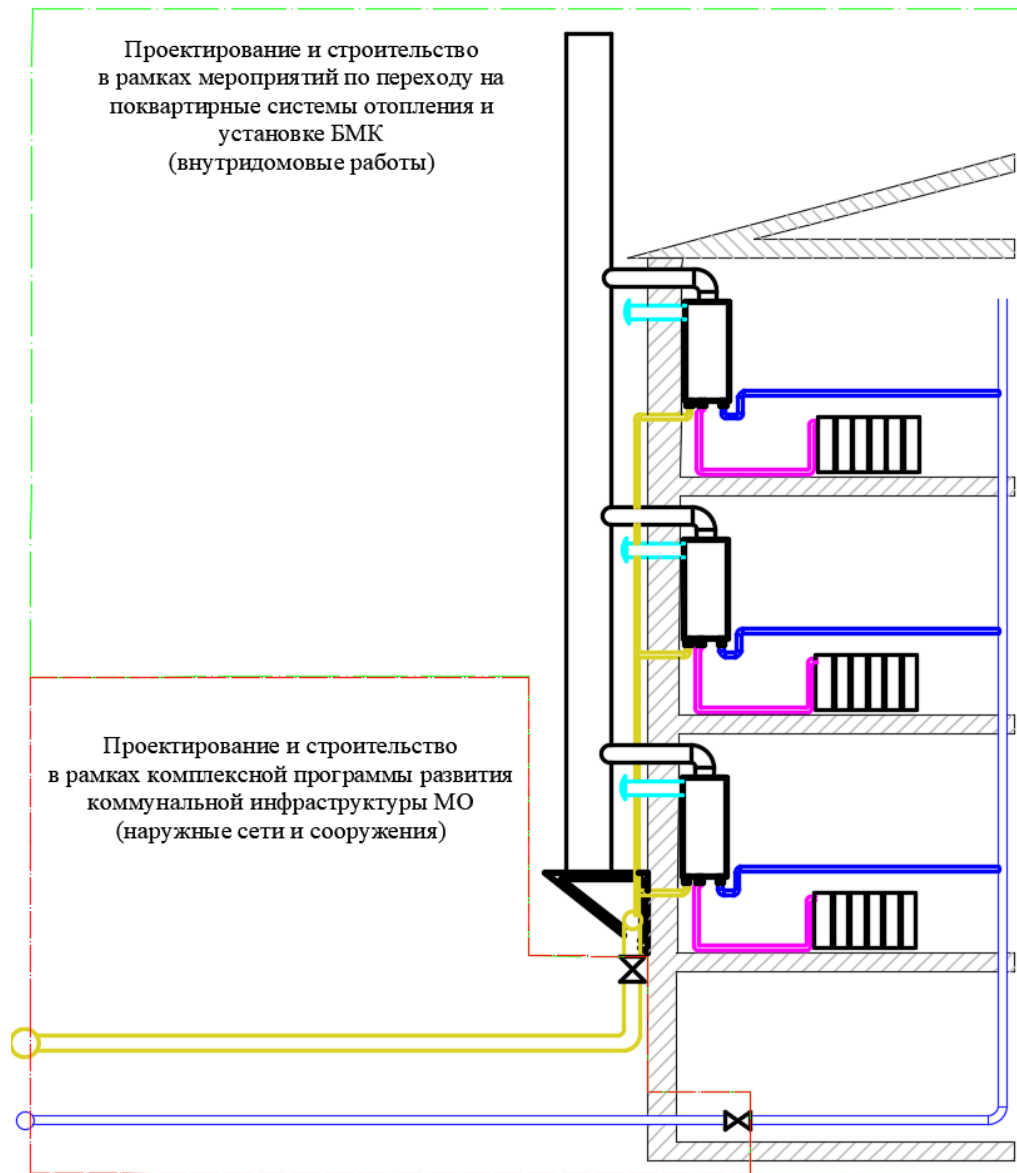 Проектирование и строительство
в рамках мероприятий по переходу на
поквартирные системы отопления и
установке БМК
(внутридомовые работы)
Проектирование и строительство
в рамках комплексной программы развития
коммунальной инфраструктуры МО
(наружные сети и сооружения)